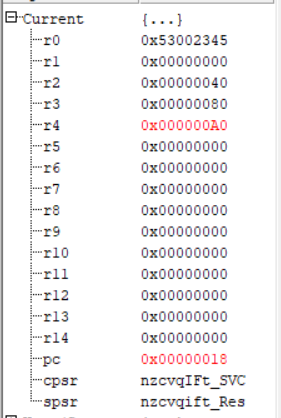 Current {...}
r0 0x53002345
r1 0x00000000
r2 0x00000040
r3 0x00000080
r4 0x000000A0
r5 0x00000000
r6 0x00000000
r7 0x00000000
r8 0x00000000
r9 0x00000000
r10 0x00000000
r11 0x00000000
r12 0x00000000
r13 0x00000000
r14 0x00000000
pc 0x00000018
cpsr nzcvqIFt_SVC
spsr nzcvqift_Res